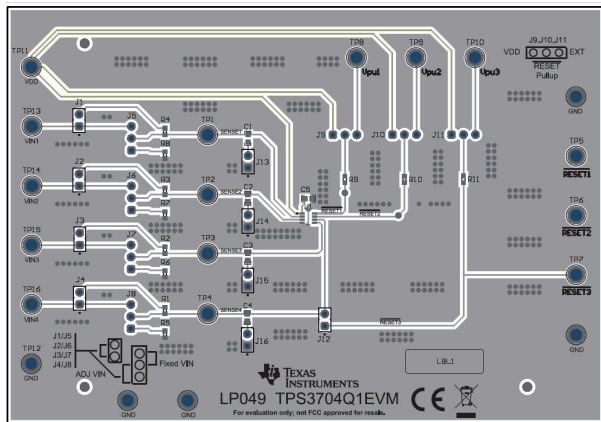 TP11
VDD
TP8
Vpu1
TP9
Vpu2
TP10
Vpu3
J9,J10,J11
VDD
EXT
RESET
Pullup
GND
J1
TP13
VIN1
J5
R4
R8
TP1
SENSE1
C1
J13
J9
J10
J11
TP5
RESET1
J2
TP14
VIN2
J6
R3
R7
TP2
SENSE2
C2
J14
C5
R9
R10
R11
RESET1
RESET2
TP6
RESET2
J3
TP15
VIN3
J7
R2
R6
TP3
SENSE3
C3
J15
TP7
RESET3
J4
TP16
VIN4
J8
R1
R5
TP4
SENSE4
C4
J16
J12
RESET3
GND
TP12
GND
J1/J5
J2/J6
J3/J7
J4/J8
ADJ VIN
Fixed VIN
LBL1
TEXAS
INSTRUMENTS
LP049 TPS3704Q1EVM
For evaluation only; not FCC approved for resale.
CE
GND
GND